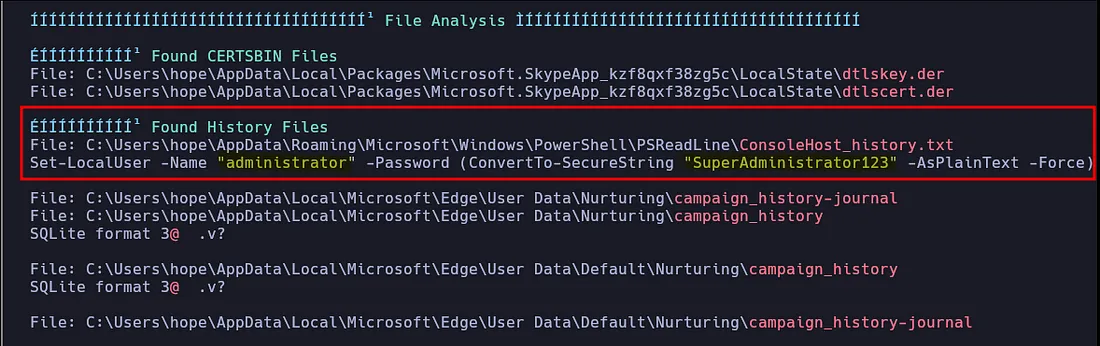 ÍÍÍÍÍÍÍÍÍÍÍÍÍÍÍÍÍÍÍÍÍÍÍÍÍÍÍÍÍÍÍÍÍÍÍÍ¹ File Analysis ÌÍÍÍÍÍÍÍÍÍÍÍÍÍÍÍÍÍÍÍÍÍÍÍÍÍÍÍÍÍÍÍÍÍÍÍÍ
ÉÍÍÍÍÍÍÍÍÍÍ¹ Found CERTSBIN Files
File: C:\Users\hope\AppData\Local\Packages\Microsoft.SkypeApp_kzf8qxf38zg5c\LocalState\dtlskey.der
File: C:\Users\hope\AppData\Local\Packages\Microsoft.SkypeApp_kzf8qxf38zg5c\LocalState\dtlscert.der
ÉÍÍÍÍÍÍÍÍÍÍ¹ Found History Files
File: C:\Users\hope\AppData\Roaming\Microsoft\Windows\PowerShell\PSReadLine\ConsoleHost_history.txt
Set-LocalUser -Name "administrator" -Password (ConvertTo-SecureString "SuperAdministrator123" -AsPlainText -Force)
File: C:\Users\hope\AppData\Local\Microsoft\Edge\User Data\Nurturing\campaign_history-journal
File: C:\Users\hope\AppData\Local\Microsoft\Edge\User Data\Nurturing\campaign_history
SQLite format 3@  .v?
File: C:\Users\hope\AppData\Local\Microsoft\Edge\User Data\Default\Nurturing\campaign_history
SQLite format 3@  .v?
File: C:\Users\hope\AppData\Local\Microsoft\Edge\User Data\Default\Nurturing\campaign_history-journal